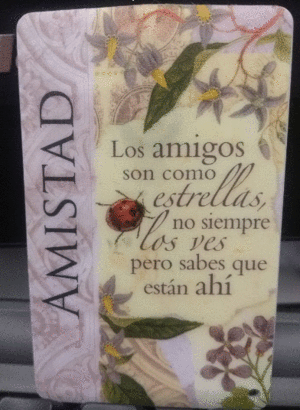 AMISTAD
Los amigos
son como
estrellas,
no siempre
los ves
pero sabes que
están ahí